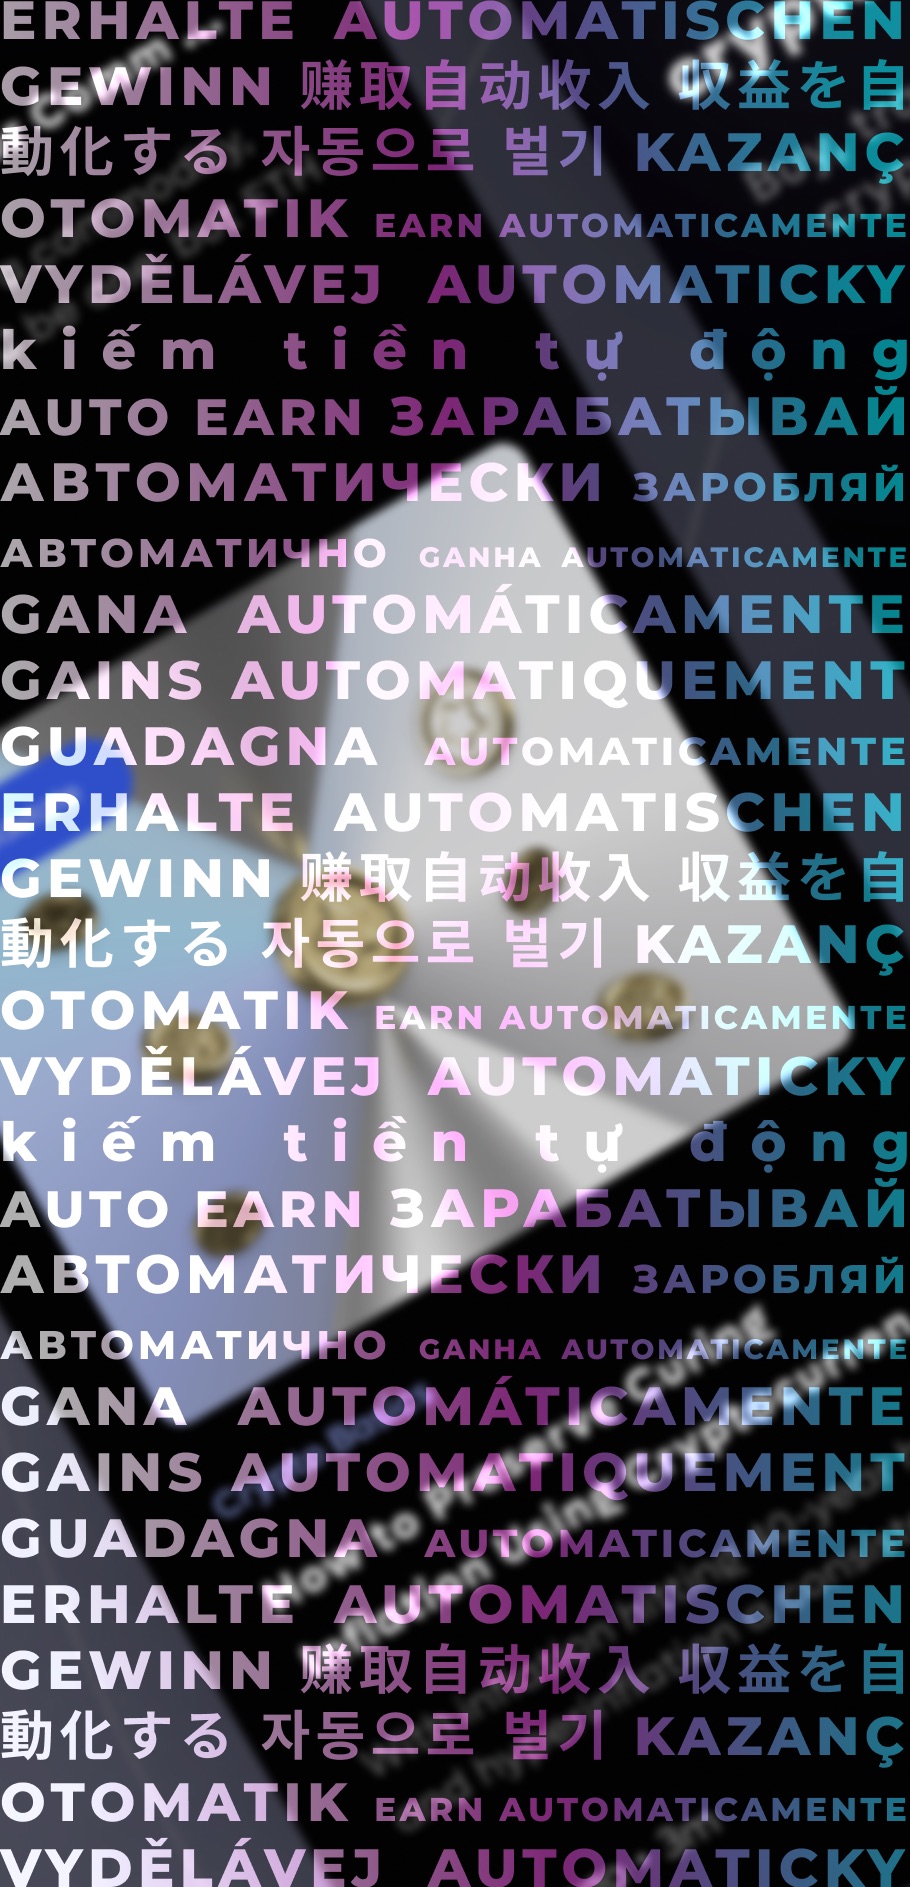 ERHALTE AUTOMATISCHEN
GEWINN 赚取自动收入 収益を自
動化する 자동으로 벌기 KAZANÇ
OTOMATIK EARN AUTOMATICAMENTE
VYDĚLÁVEJ AUTOMATICKY
kiếm tiền tự động
AUTO EARN ЗАРАБАТЫВАЙ
АВТОМАТИЧЕСКИ ЗАРОБЛЯЙ
АВТОМАТИЧНО GANHA AUTOMATICAMENTE
GANA AUTOMÁTICAMENTE
GAINS AUTOMATIQUEMENT
GUADAGNA AUTOMATICAMENTE
ERHALTE AUTOMATISCHEN
GEWINN 赚取自动收入 収益を自
動化する 자동으로 벌기 KAZANÇ
OTOMATIK EARN AUTOMATICAMENTE
VYDĚLÁVEJ AUTOMATICKY
kiếm tiền tự động
AUTO EARN ЗАРАБАТЫВАЙ
АВТОМАТИЧЕСКИ ЗАРОБЛЯЙ
АВТОМАТИЧНО GANHA AUTOMATICAMENTE
GANA AUTOMÁTICAMENTE
GAINS AUTOMATIQUEMENT
GUADAGNA AUTOMATICAMENTE
ERHALTE AUTOMATISCHEN
GEWINN 赚取自动收入 収益を自
動化する 자동으로 벌기 KAZANÇ
OTOMATIK EARN AUTOMATICAMENTE
VYDĚLÁVEJ AUTOMATICKY
How to Preserve